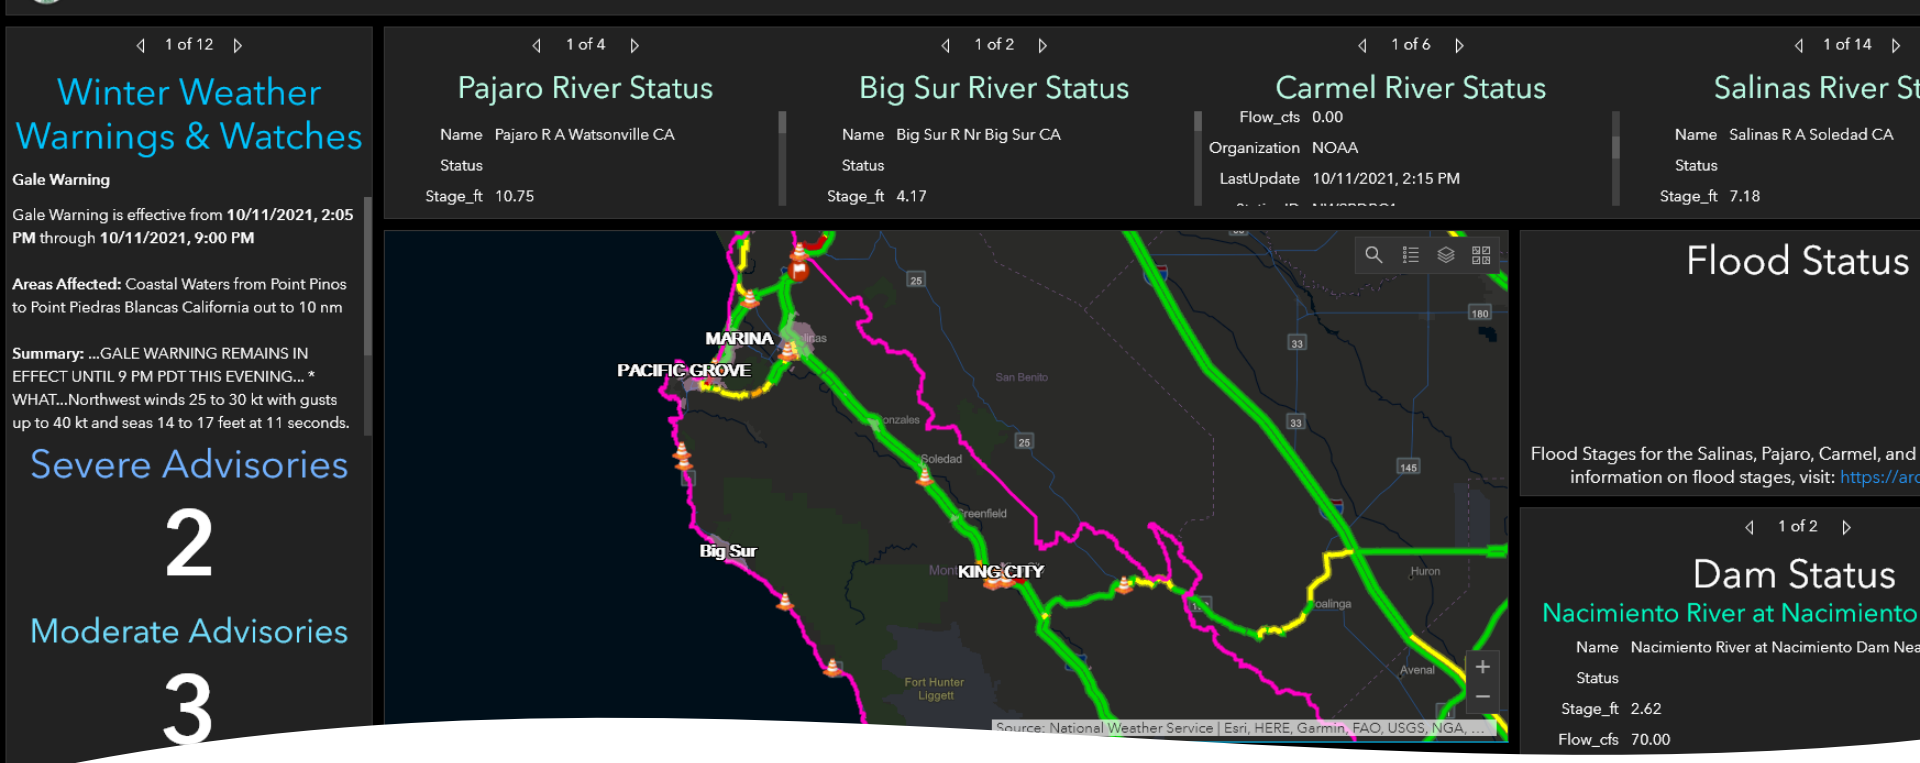 1 of 12
Winter Weather
Warnings & Watches
Gale Warning
Gale Warning is effective from 10/11/2021, 2:05
PM through 10/11/2021, 9:00 PM
Areas Affected: Coastal Waters from Point Pinos
to Point Piedras Blancas California out to 10 nm
Summary: ...GALE WARNING REMAINS IN
EFFECT UNTIL 9 PM PDT THIS EVENING... *
WHAT...Northwest winds 25 to 30 kt with gusts
up to 40 kt and seas 14 to 17 feet at 11 seconds.
Severe Advisories
2
Moderate Advisories
3
1 of 4
Pajaro River Status
Name Pajaro R A Watsonville CA
Status
Stage_ft 10.75
1 of 2
Big Sur River Status
Name Big Sur R Nr Big Sur CA
Status
Stage_ft 4.17
1 of 6
Carmel River Status
Flow_cfs 0.00
Organization NOAA
LastUpdate 10/11/2021, 2:15 PM
1 of 14
Salinas River St
Name Salinas R A Soledad CA
Status
Stage_ft 7.18
25
180
MARINA
linas
33
PACIFIC GROVE
San Benito
onzales
33
25
Soledad
145
Greenfield
Big Sur
Mont
KING CITY
Huron
oalinga
Avenal
Fort Hunter
Liggett
Source: National Weather Service | Esri, HERE, Garmin, FAO, USGS, NGA, ...
Flood Status
Flood Stages for the Salinas, Pajaro, Carmel, and
information on flood stages, visit: https://arc
1 of 2
Dam Status
Nacimiento River at Nacimiento
Name Nacimiento River at Nacimiento Dam Nea
Status
Stage_ft 2.62
Flow_cfs 70.00